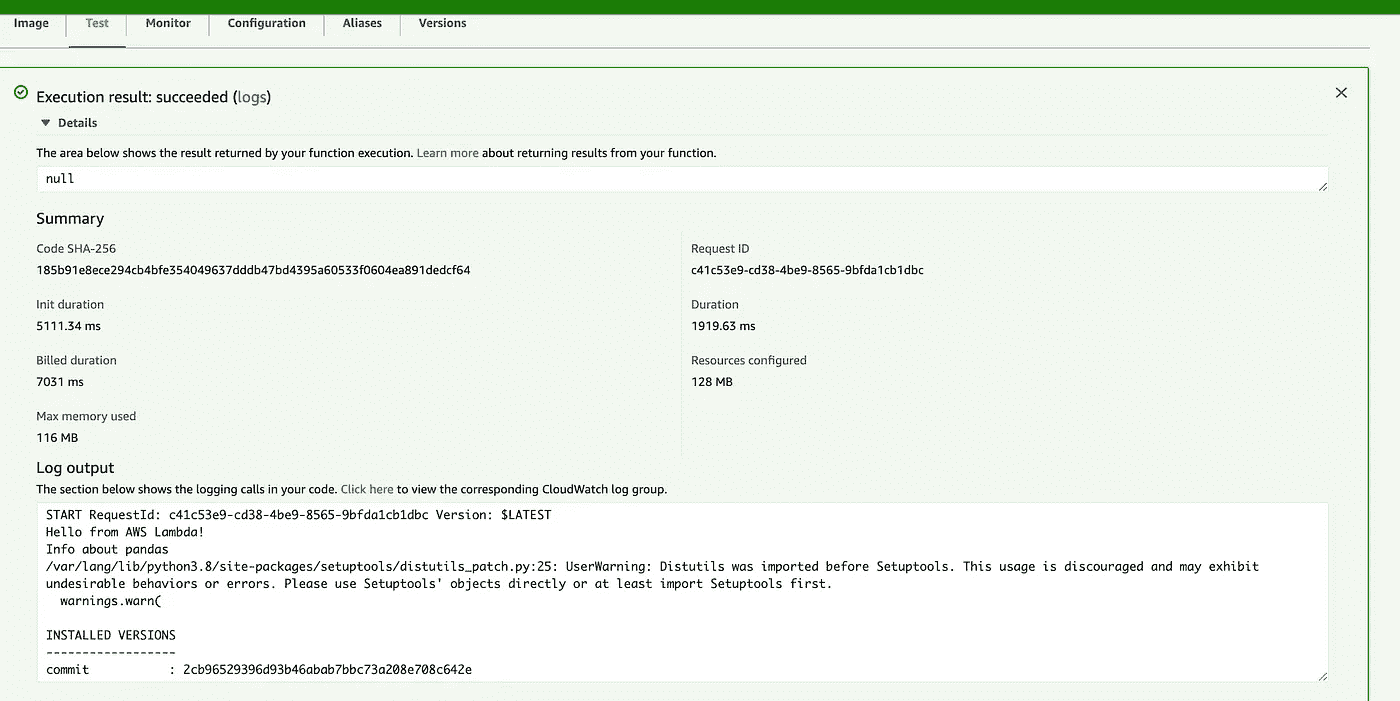 Image Test Monitor Configuration Aliases Versions
Execution result: succeeded (logs)
Details
The area below shows the result returned by your function execution. Learn more about returning results from your function.
null
Summary
Code SHA-256
185b91e8ece294cb4bfe354049637dddb47bd4395a60533f0604ea891dedcf64
Request ID
c41c53e9-cd38-4be9-8565-9bfda1cb1dbc
Init duration
5111.34 ms
Duration
1919.63 ms
Billed duration
7031 ms
Resources configured
128 MB
Max memory used
116 MB
Log output
The section below shows the logging calls in your code. Click here to view the corresponding CloudWatch log group.
START RequestId: c41c53e9-cd38-4be9-8565-9bfda1cb1dbc Version: $LATEST
Hello from AWS Lambda!
Info about pandas
/var/lang/lib/python3.8/site-packages/setuptools/distutils_patch.py:25: UserWarning: Distutils was imported before Setuptools. This usage is discouraged and may exhibit
undesirable behaviors or errors. Please use Setuptools' objects directly or at least import Setuptools first.
warnings.warn(
INSTALLED VERSIONS
------------------
commit : 2cb96529396d93b46abab7bbc73a208e708c642e